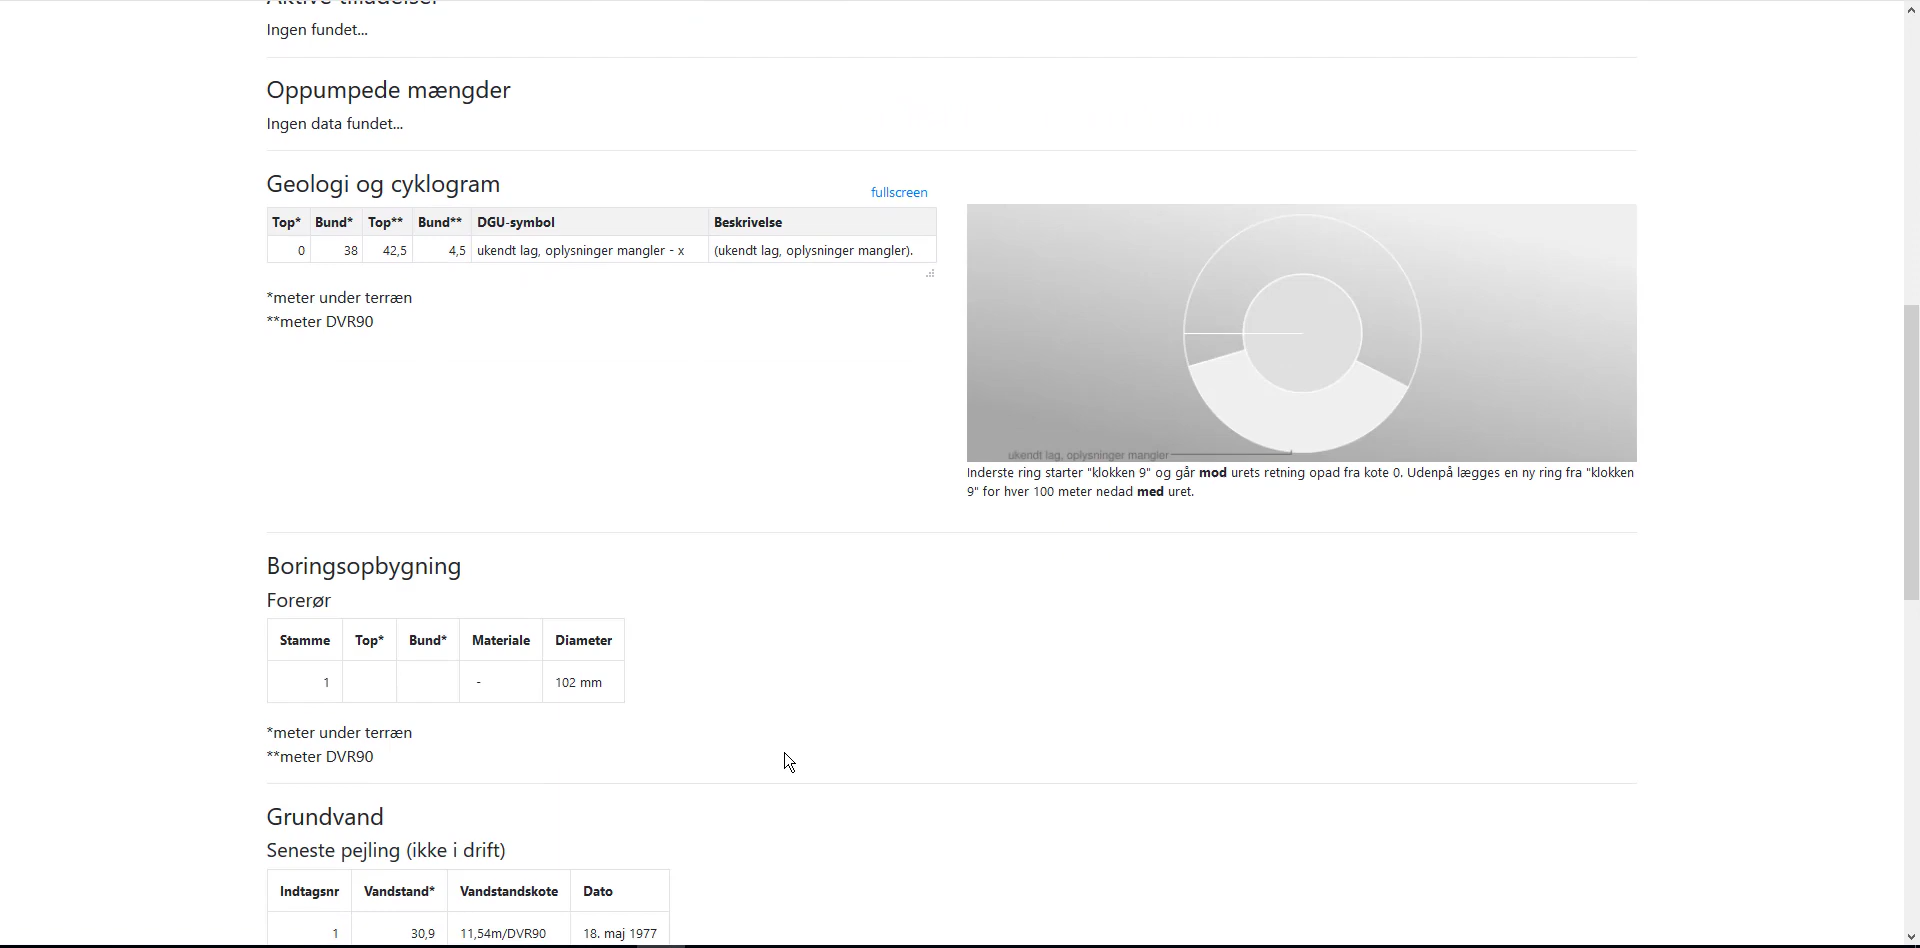 Aktive tilladelser
Ingen fundet...
Oppumpede mængder
Ingen data fundet...
Geologi og cyklogram
fullscreen
Top* Bund* Top** Bund** DGU-symbol Beskrivelse
0 38 42,5 4,5 ukendt lag, oplysninger mangler - x (ukendt lag, oplysninger mangler).
*meter under terræn
**meter DVR90
ukendt lag, oplysninger mangler
Inderste ring starter "klokken 9" og går mod urets retning opad fra kote 0. Udenpå lægges en ny ring fra "klokken
9" for hver 100 meter nedad med uret.
Boringsopbygning
Forerør
Stamme Top* Bund* Materiale Diameter
1 - 102 mm
*meter under terræn
**meter DVR90
Grundvand
Seneste pejling (ikke i drift)
Indtagsnr Vandstand* Vandstandskote Dato
1 30,9 11,54m/DVR90 18. maj 1977